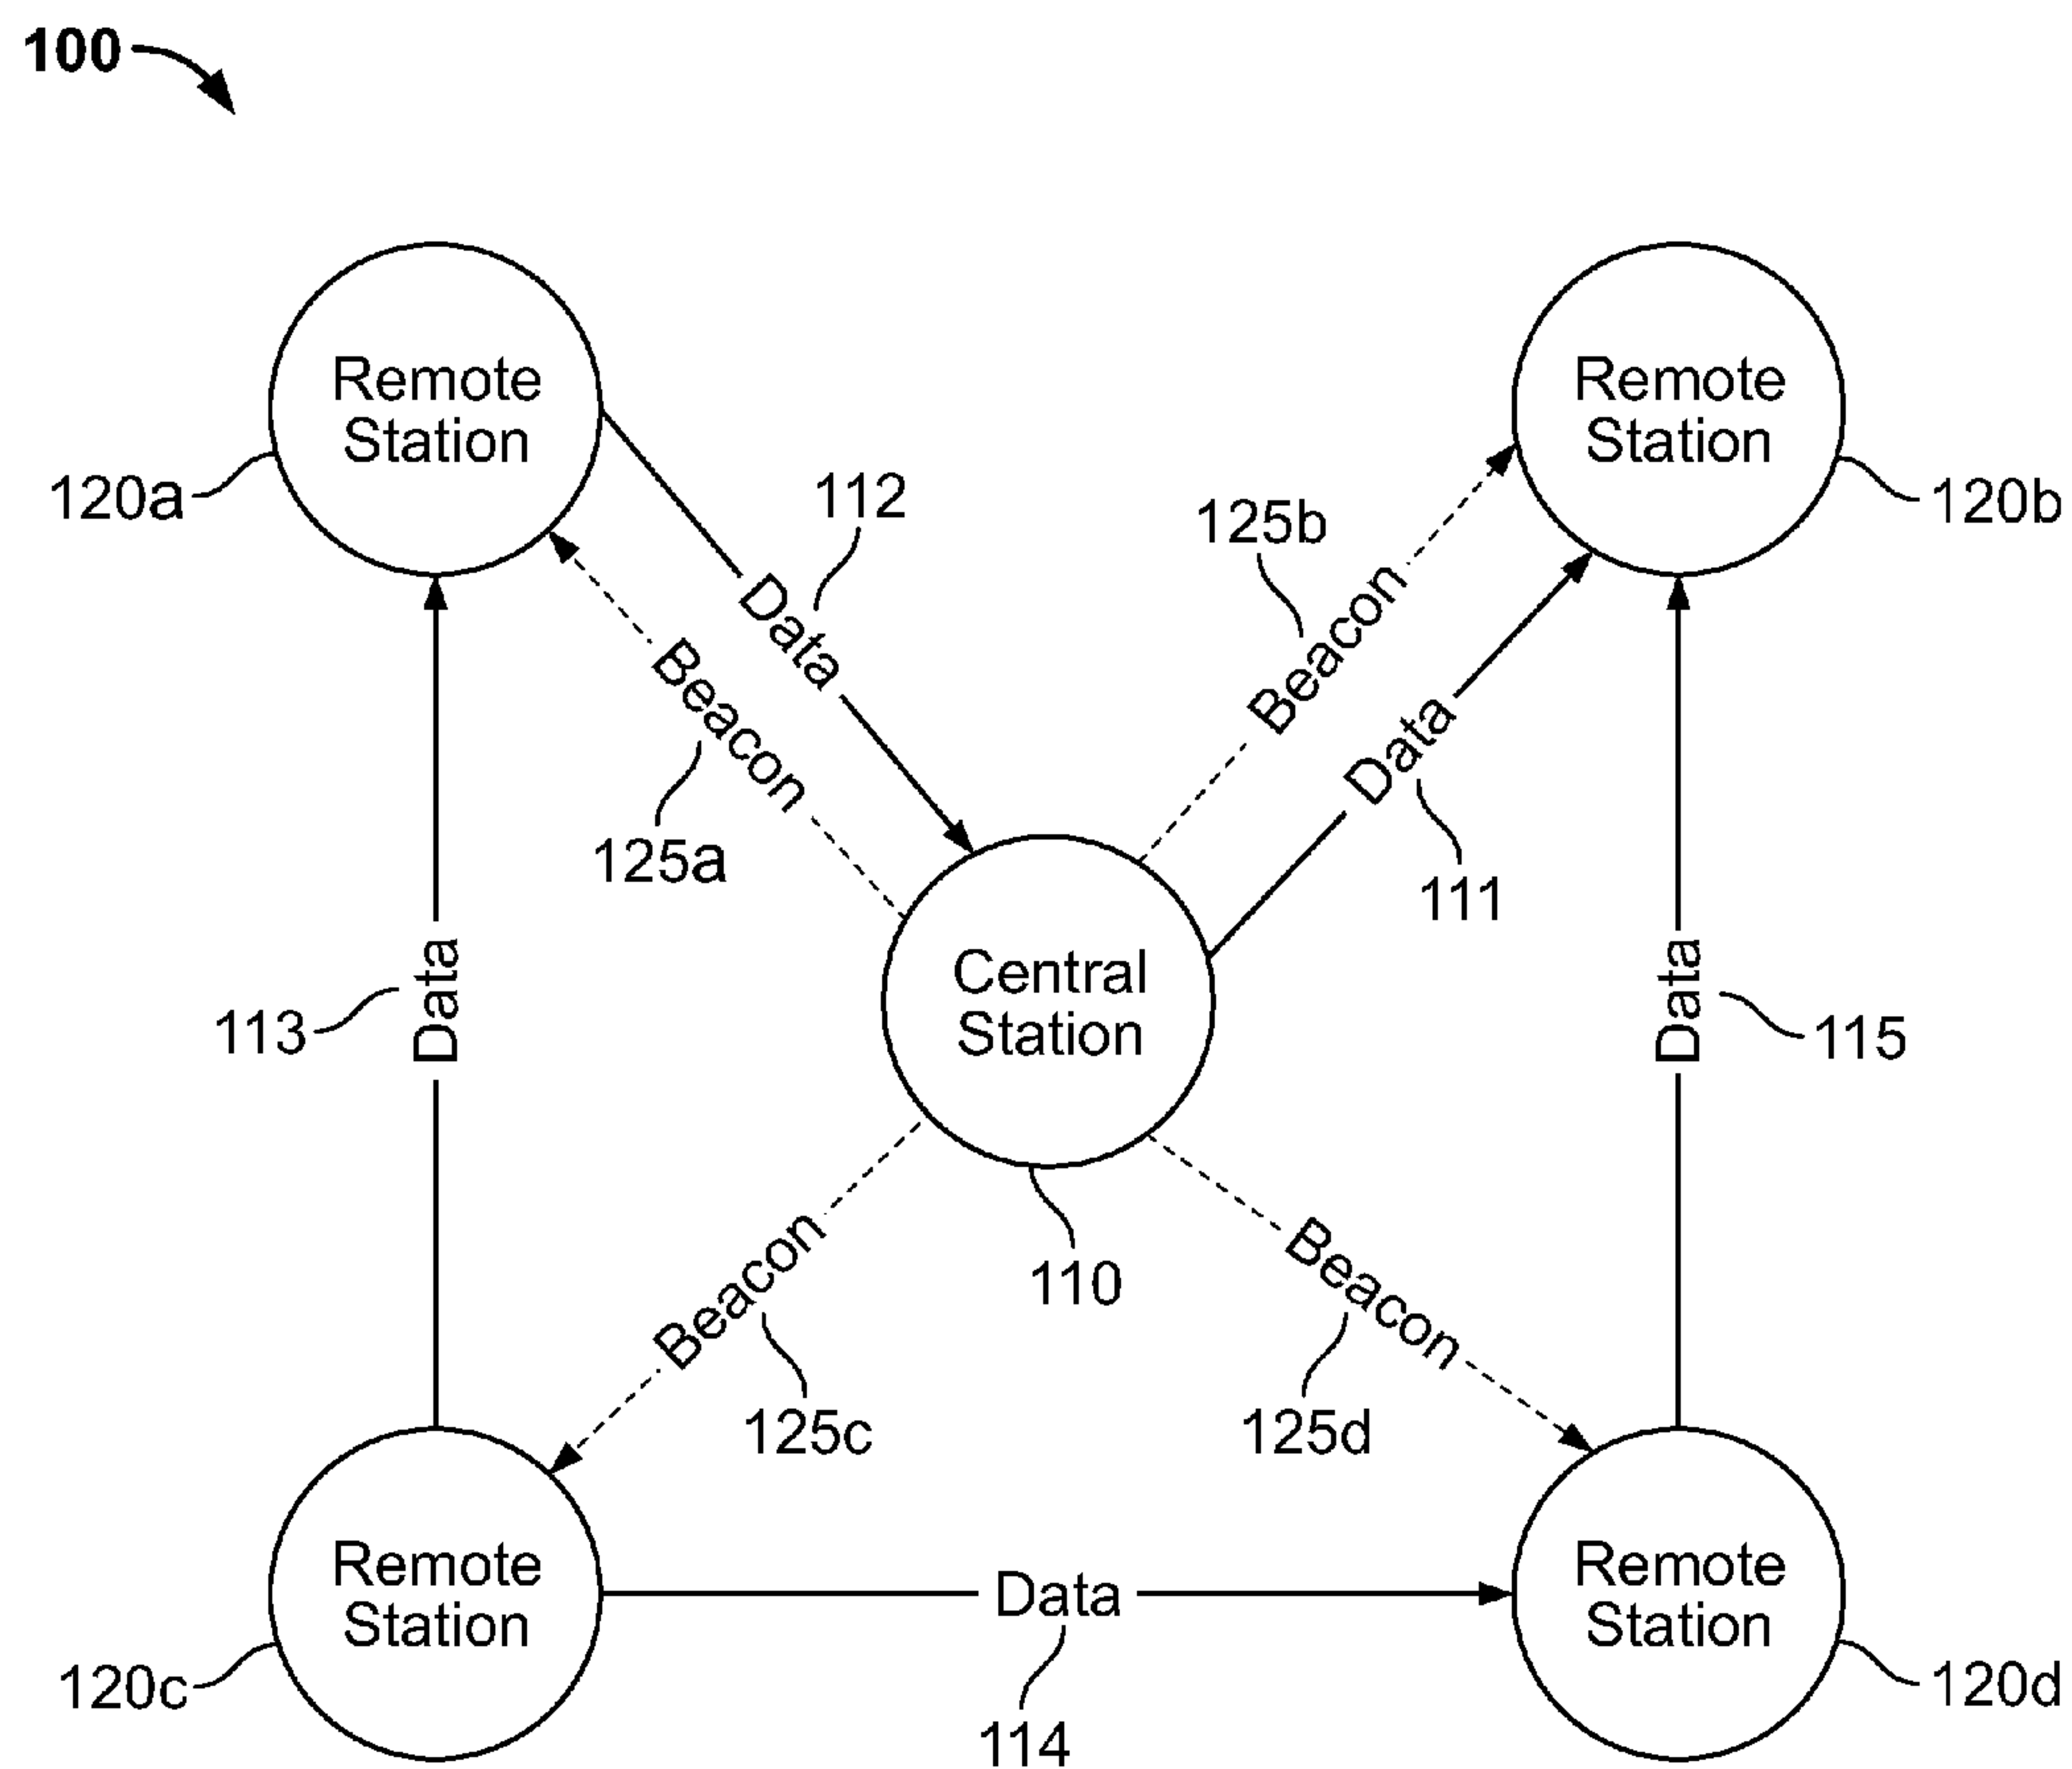 100
Remote
Station
Remote
Station
120a
112
125b
120b
Data
Beacon
Beacon
Data
125a
111
Data
113
Central
Station
Data
115
110
Beacon
Beacon
125c
125d
Remote
Station
Data
Remote
Station
120c
114
120d